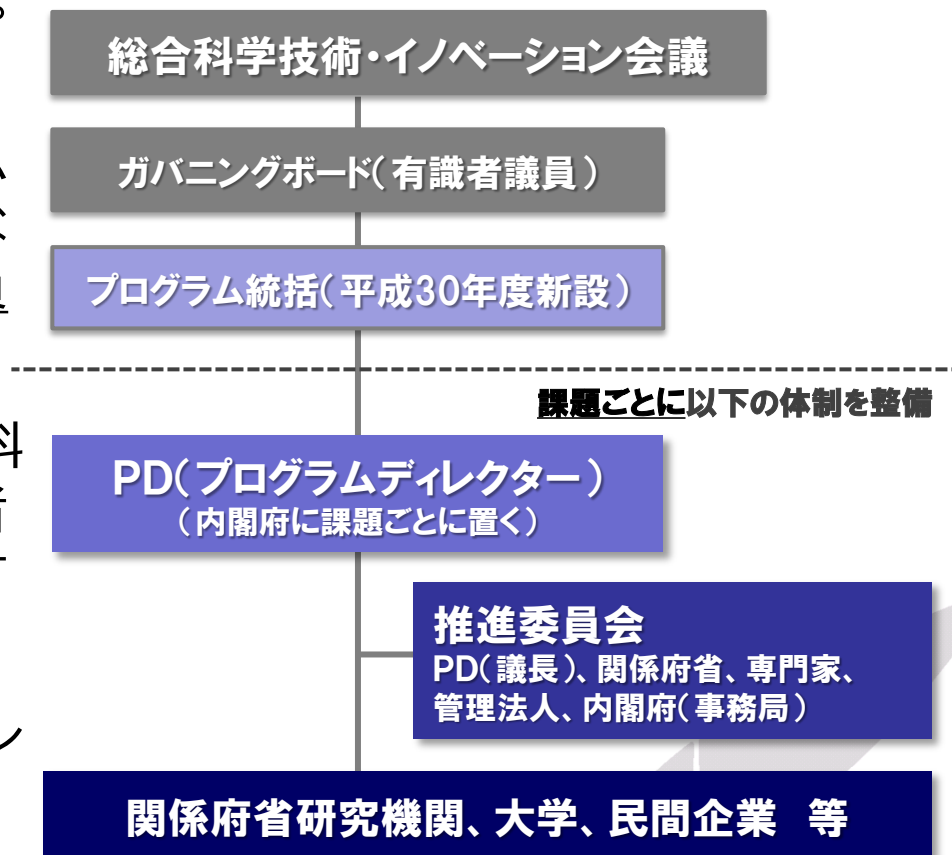 総合科学技術・イノベーション会議
ガバニングボード(有識者議員)
プログラム統括(平成30年度新設)
課題ごとに以下の体制を整備
PD(プログラムディレクター)
(内閣府に課題ごとに置く)
推進委員会
PD(議長)、関係府省、専門家、
管理法人、内閣府(事務局)
関係府省研究機関、大学、民間企業 等